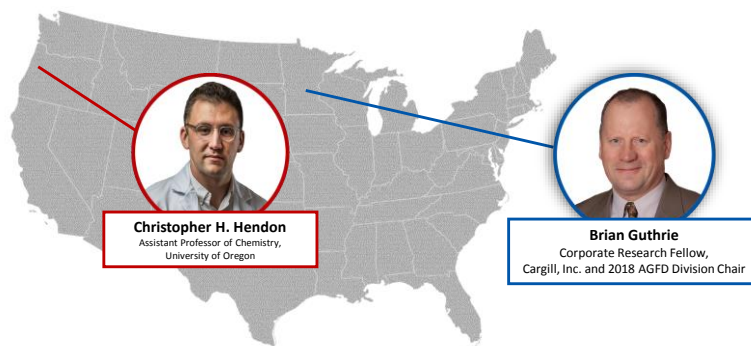 Christopher H. Hendon
Assistant Professor of Chemistry,
University of Oregon
Brian Guthrie
Corporate Research Fellow,
Cargill, Inc. and 2018 AGFD Division Chair